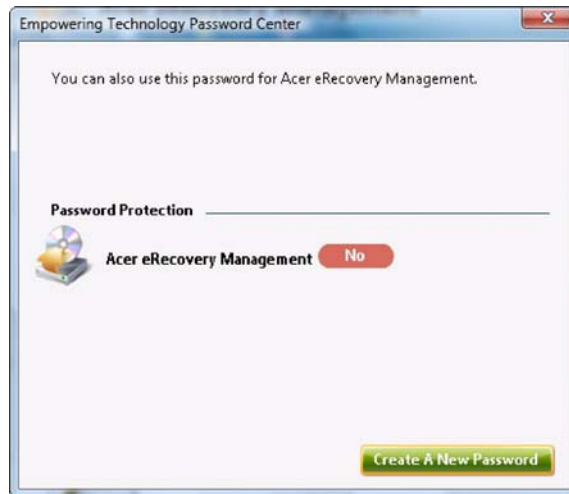 Empowering Technology Password Center
You can also use this password for Acer eRecovery Management.
Password Protection
Acer eRecovery Management No
Create A New Password